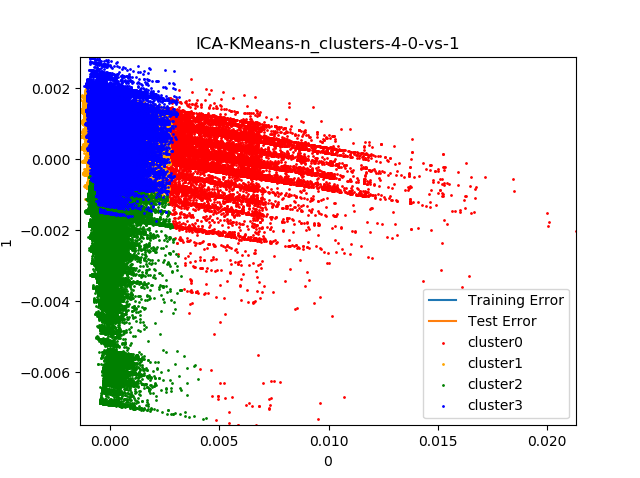 ICA-KMeans-n_clusters-4-0-vs-1
0.002
0.000
−0.002
−0.004
−0.006
1
0.000
0.005
0.010
0.015
0.020
0
Training Error
Test Error
cluster0
cluster1
cluster2
cluster3